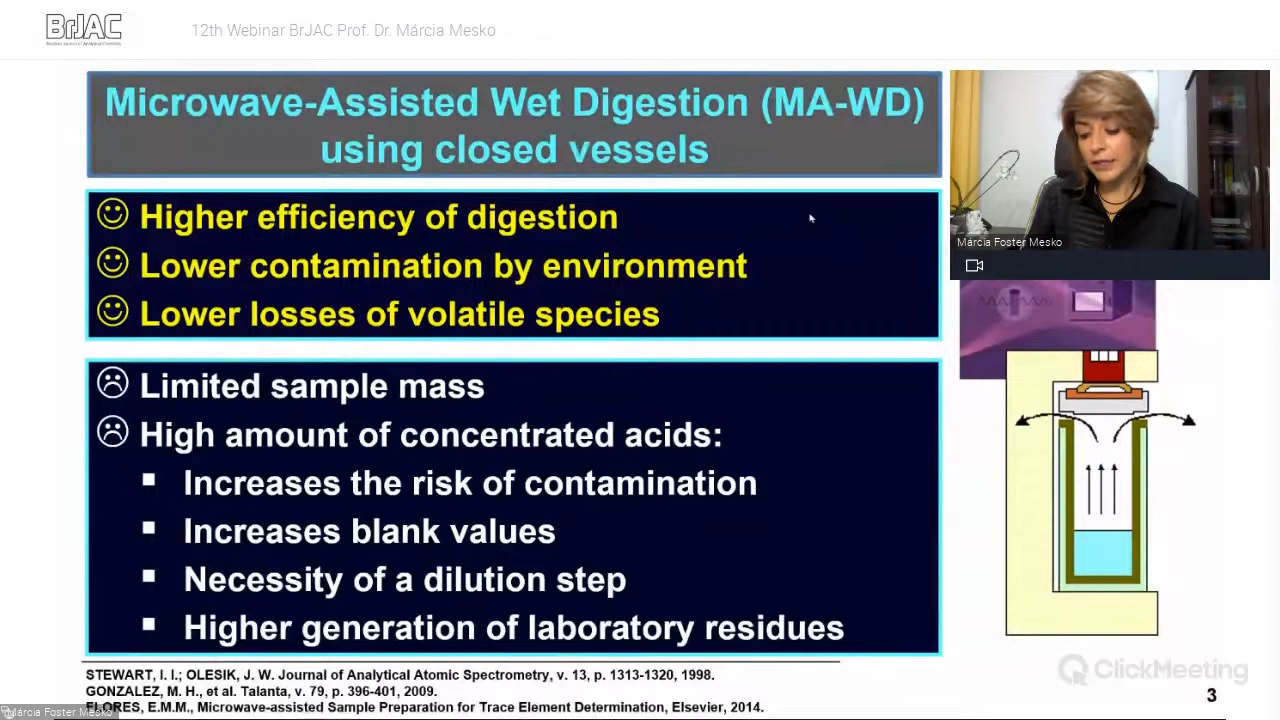 BrJAC
12th Webinar BrJAC Prof. Dr. Márcia Mesko
Microwave-Assisted Wet Digestion (MA-WD)
using closed vessels
Higher efficiency of digestion
Lower contamination by environment
Lower losses of volatile species
Márcia Foster Mesko
Limited sample mass
High amount of concentrated acids:
▪ Increases the risk of contamination
▪ Increases blank values
▪ Necessity of a dilution step
▪ Higher generation of laboratory residues
STEWART, I. I.; OLESIK, J. W. Journal of Analytical Atomic Spectrometry, v. 13, p. 1313-1320, 1998.
GONZALEZ, M. H., et al. Talanta, v. 79, p. 396-401, 2009.
FLORES, E.M.M., Microwave-assisted Sample Preparation for Trace Element Determination, Elsevier, 2014.
ClickMeeting
3
Márcia Foster Mesko